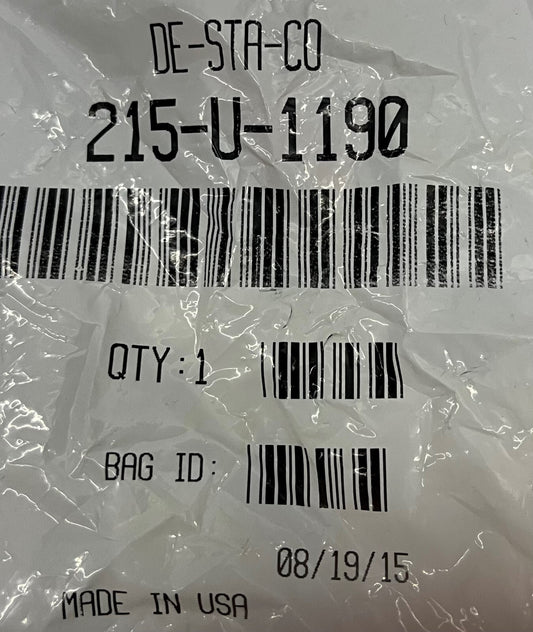 DE-STA-CO
215-U-1190
QTY:1
BAG ID:
08/19/15
MADE IN USA